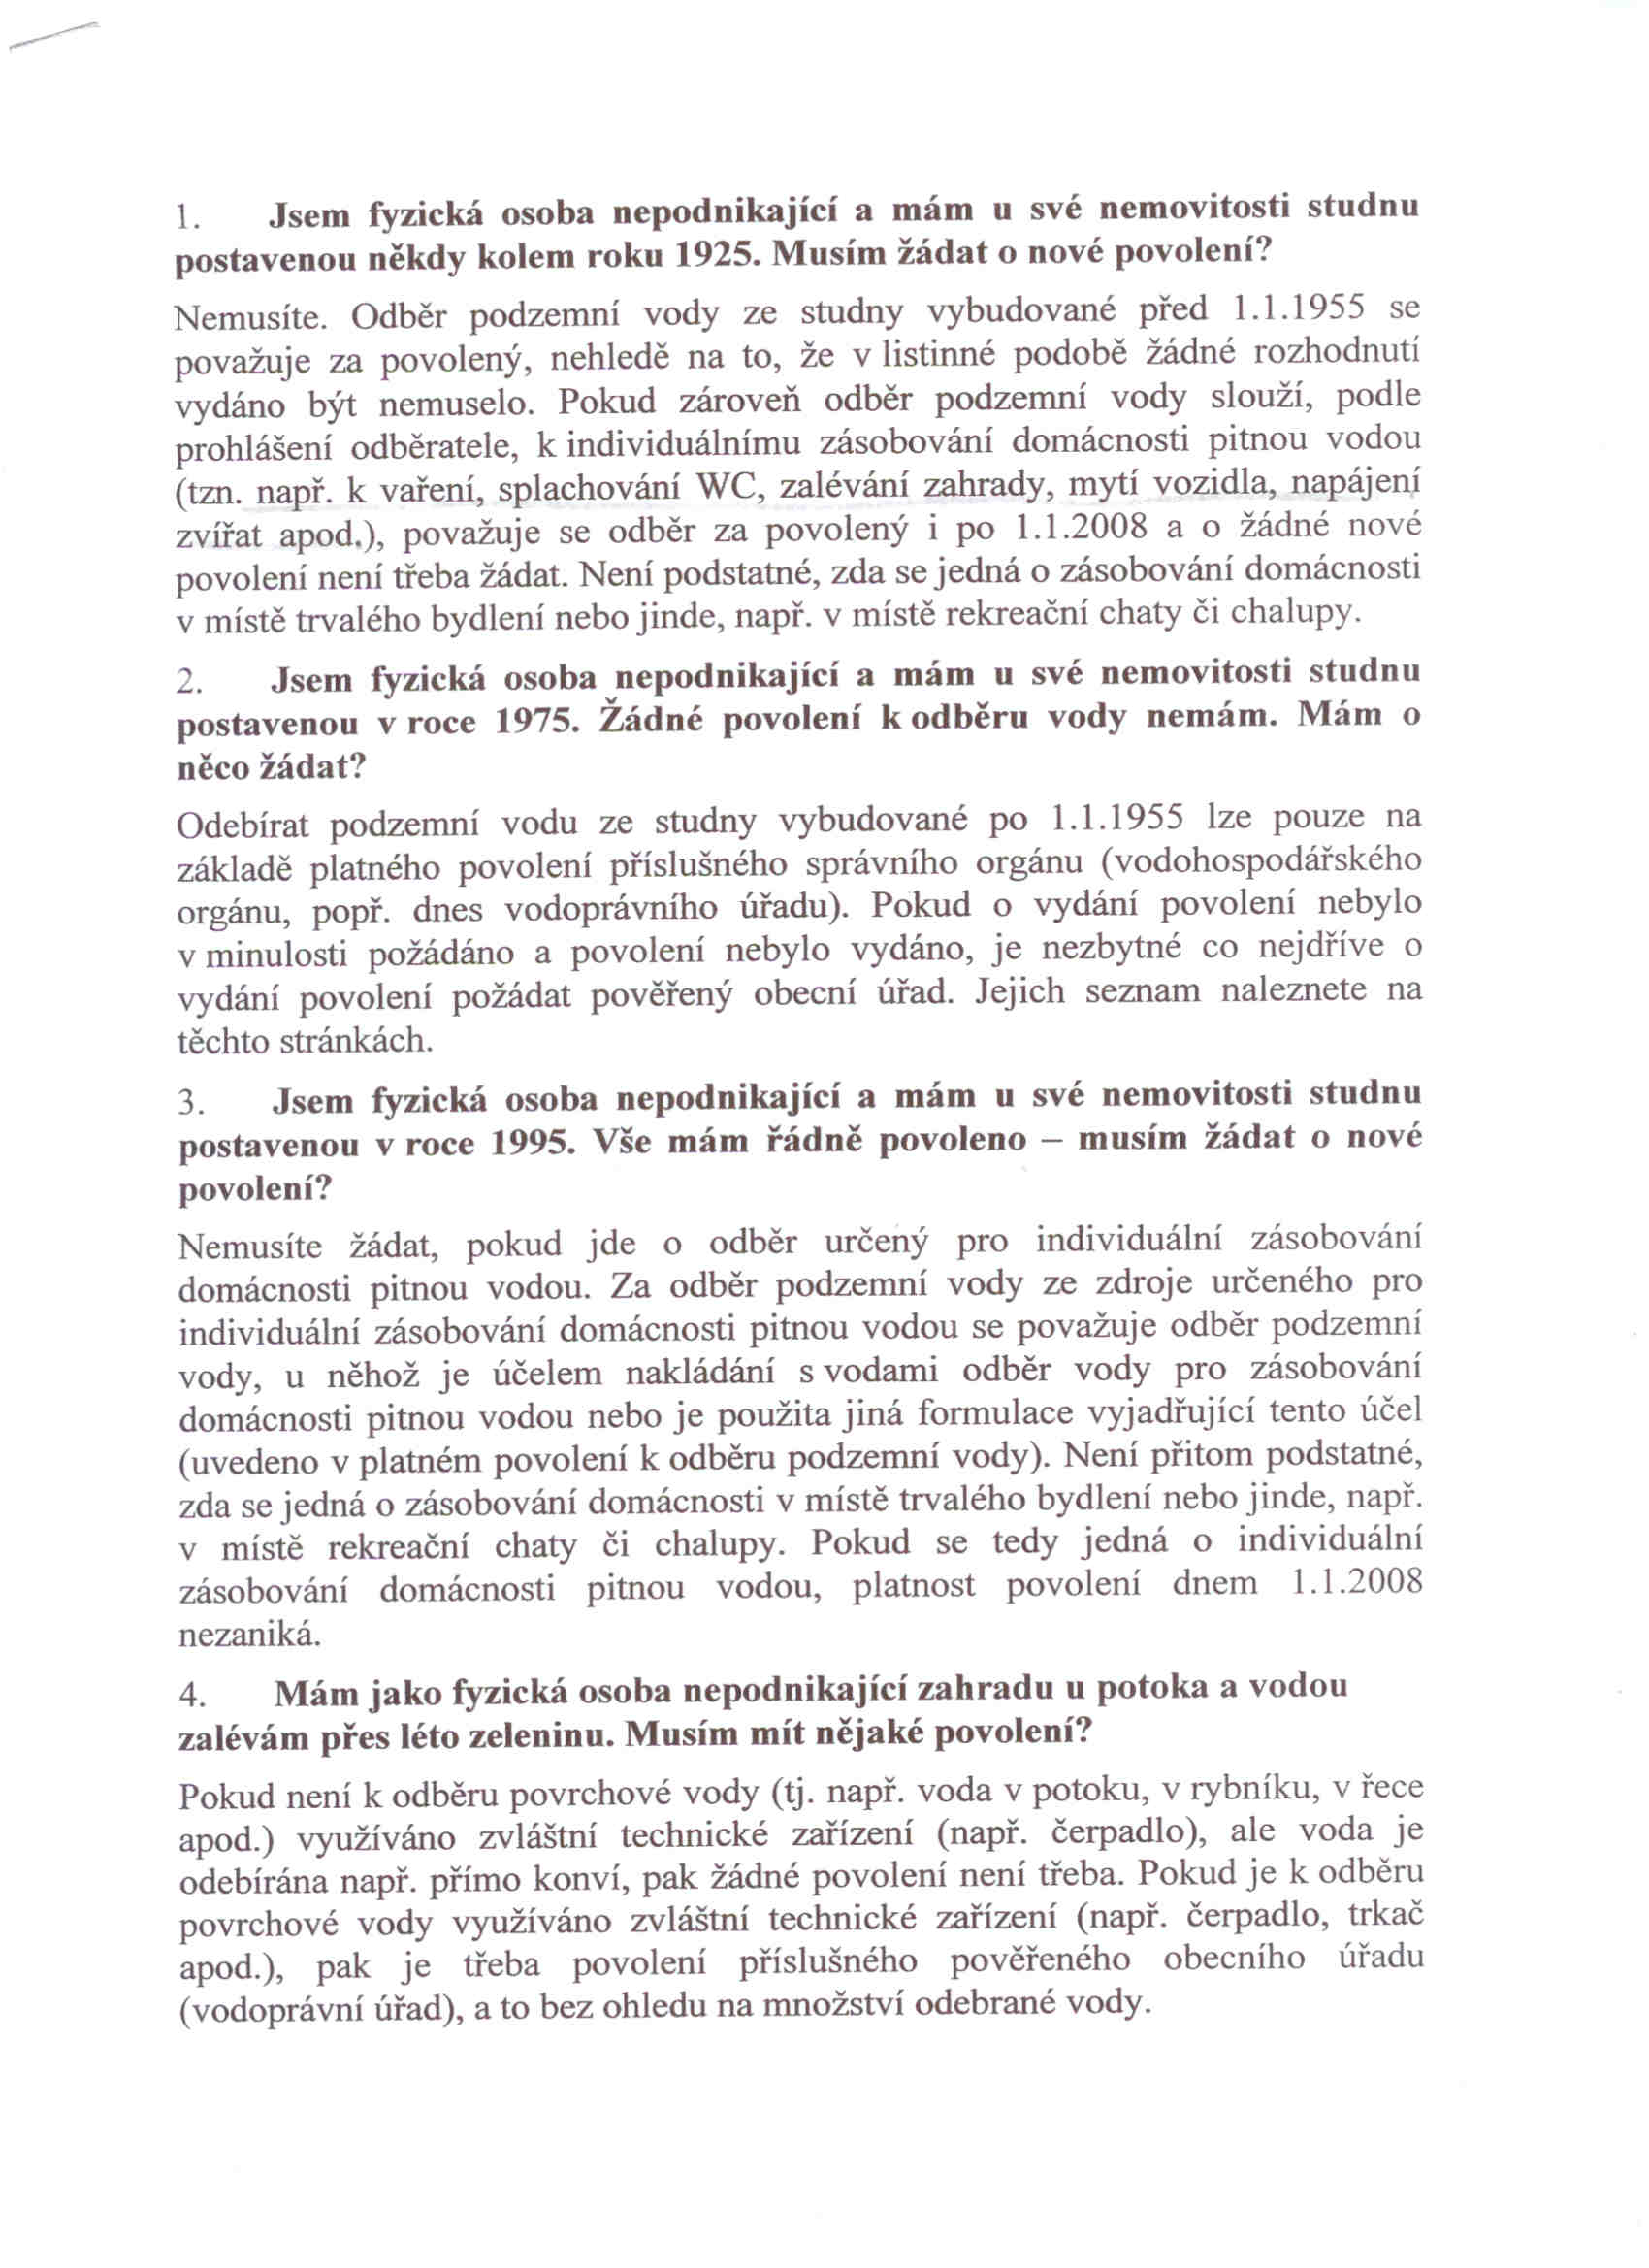 1. Jsem fyzická osoba nepodnikající a mám u své nemovitosti studnu
postavenou někdy kolem roku 1925. Musím žádat o nové povolení?
Nemusíte. Odběr podzemní vody ze studny vybudované před 1.1.1955 se
považuje za povolený, nehledě na to, že v listinné podobě žádné rozhodnutí
vydáno být nemuselo. Pokud zároveň odběr podzemní vody slouží, podle
prohlášení odběratele, k individuálnímu zásobování domácnosti pitnou vodou
(tzn. např. k vaření, splachování WC, zalévání zahrady, mytí vozidla, napájení
zvířat apod.), považuje se odběr za povolený i po 1.1.2008 a o žádné nové
povolení není třeba žádat. Není podstatné, zda se jedná o zásobování domácnosti
v místě trvalého bydlení nebo jinde, např. v místě rekreační chaty či chalupy.
2. Jsem fyzická osoba nepodnikající a mám u své nemovitosti studnu
postavenou v roce 1975. Žádné povolení k odběru vody nemám. Mám o
něco žádat?
Odebírat podzemní vodu ze studny vybudované po 1.1.1955 lze pouze na
základě platného povolení příslušného správního orgánu (vodohospodářského
orgánu, popř. dnes vodoprávního úřadu). Pokud o vydání povolení nebylo
v minulosti požádáno a povolení nebylo vydáno, je nezbytné co nejdříve o
vydání povolení požádat pověřený obecní úřad. Jejich seznam naleznete na
těchto stránkách.
3. Jsem fyzická osoba nepodnikající a mám u své nemovitosti studnu
postavenou v roce 1995. Vše mám řádně povoleno – musím žádat o nové
povolení?
Nemusíte žádat, pokud jde o odběr určený pro individuální zásobování
domácnosti pitnou vodou. Za odběr podzemní vody ze zdroje určeného pro
individuální zásobování domácnosti pitnou vodou se považuje odběr podzemní
vody, u něhož je účelem nakládání s vodami odběr vody pro zásobování
domácnosti pitnou vodou nebo je použita jiná formulace vyjadřující tento účel
(uvedeno v platném povolení k odběru podzemní vody). Není přitom podstatné,
zda se jedná o zásobování domácnosti v místě trvalého bydlení nebo jinde, např.
v místě rekreační chaty či chalupy. Pokud se tedy jedná o individuální
zásobování domácnosti pitnou vodou, platnost povolení dnem 1.1.2008
nezaniká.
4. Mám jako fyzická osoba nepodnikající zahradu u potoka a vodou
zalévám přes léto zeleninu. Musím mít nějaké povolení?
Pokud není k odběru povrchové vody (tj. např. voda v potoku, v rybníku, v řece
apod.) využíváno zvláštní technické zařízení (např. čerpadlo), ale voda je
odebírána např. přímo konví, pak žádné povolení není třeba. Pokud je k odběru
povrchové vody využíváno zvláštní technické zařízení (např. čerpadlo, trkač
apod.), pak je třeba povolení příslušného pověřeného obecního úřadu
(vodoprávní úřad), a to bez ohledu na množství odebrané vody.